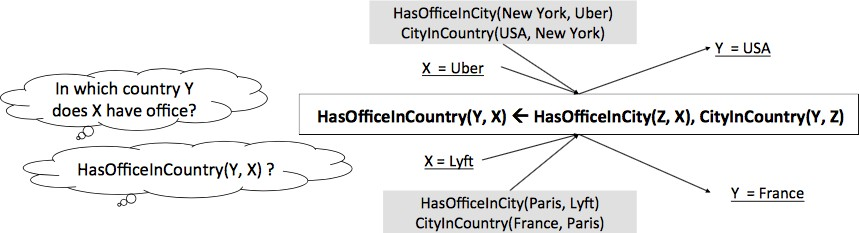 HasOfficeInCity(New York, Uber)
CityInCountry(USA, New York)
Y = USA
X = Uber
In which country Y
does X have office?
HasOfficeInCountry(Y, X) ← HasOfficeInCity(Z, X), CityInCountry(Y, Z)
HasOfficeInCountry(Y, X) ?
X = Lyft
Y = France
HasOfficeInCity(Paris, Lyft)
CityInCountry(France, Paris)